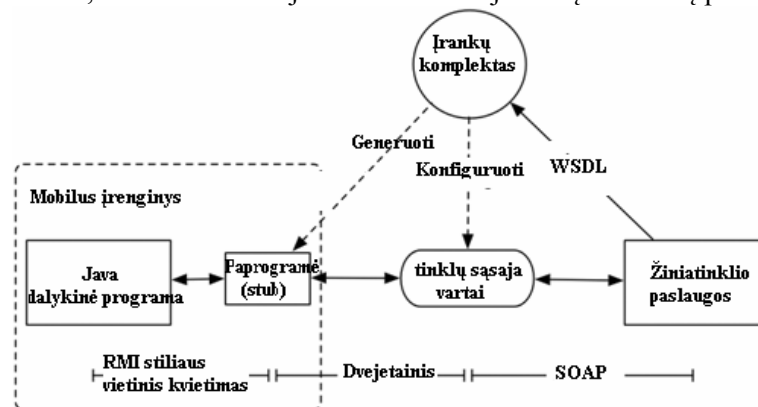 Įrankų
komplektas
Generuoti
Konfiguruoti
WSDL
Mobilus įrenginys
Java
dalykinė programa
Paprogramė
(stub)
tinklų sąsaja
vartai
Žiniatinklio
paslaugos
RMI stiliaus
vietinis kvietimas
Dvejetainis
SOAP